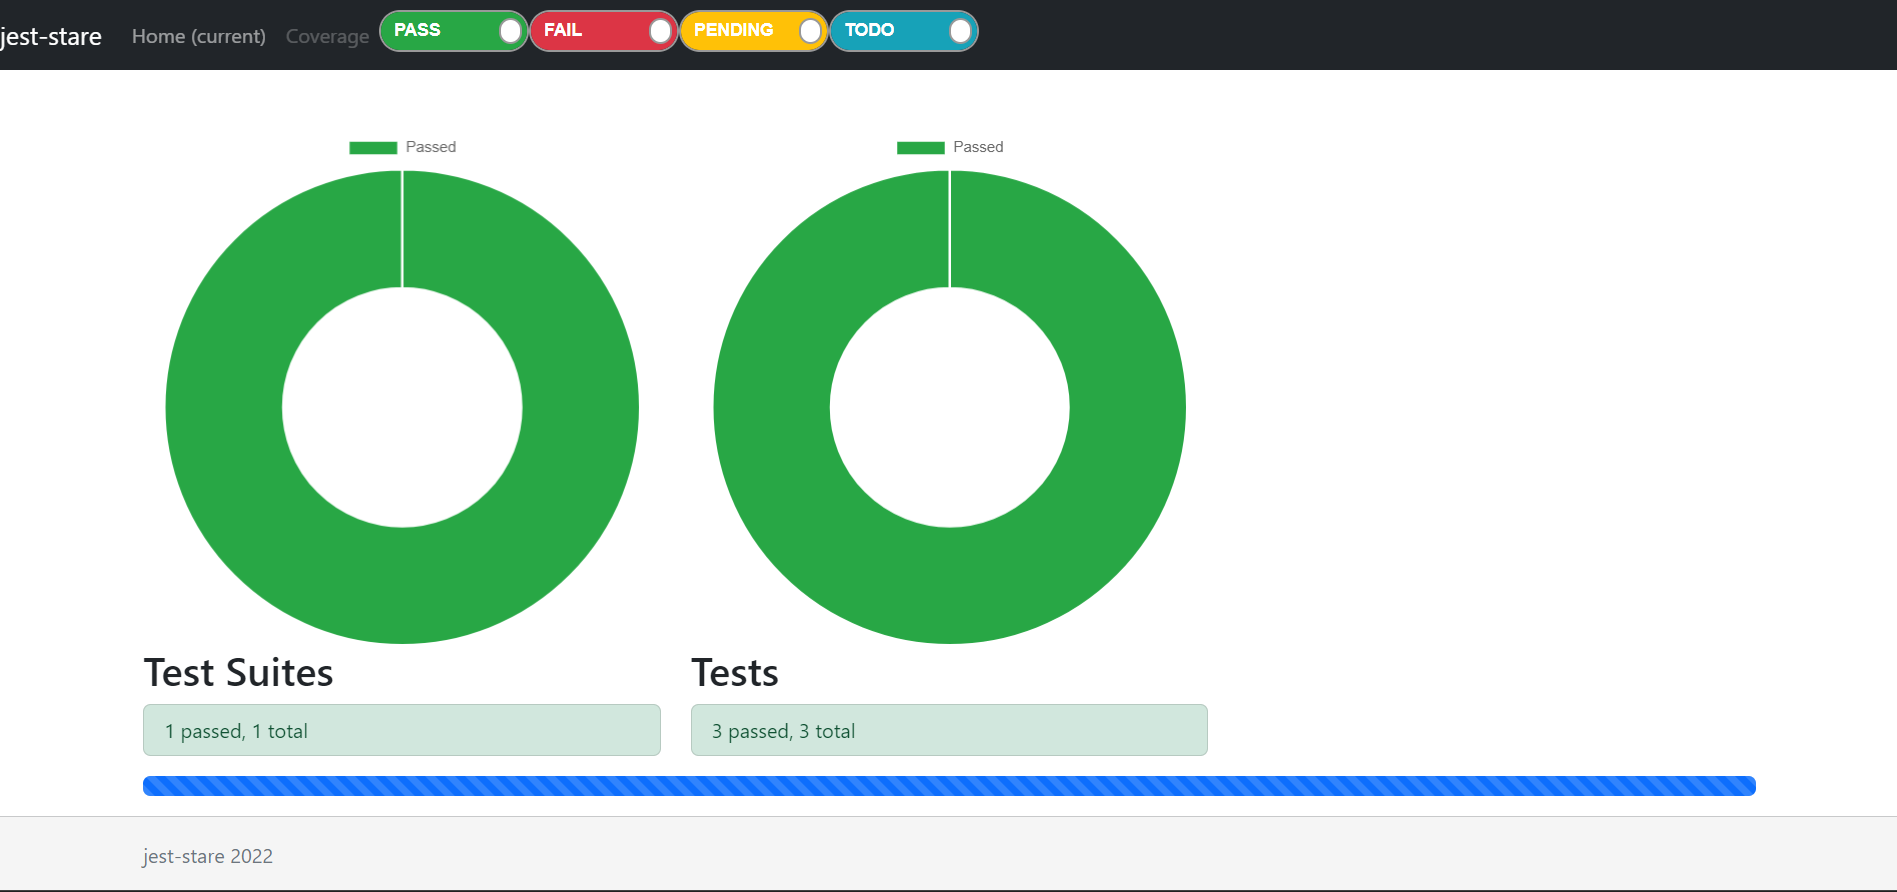 jest-stare Home (current) Coverage PASS FAIL PENDING TODO
Passed
Passed
Test Suites
1 passed, 1 total
Tests
3 passed, 3 total
jest-stare 2022